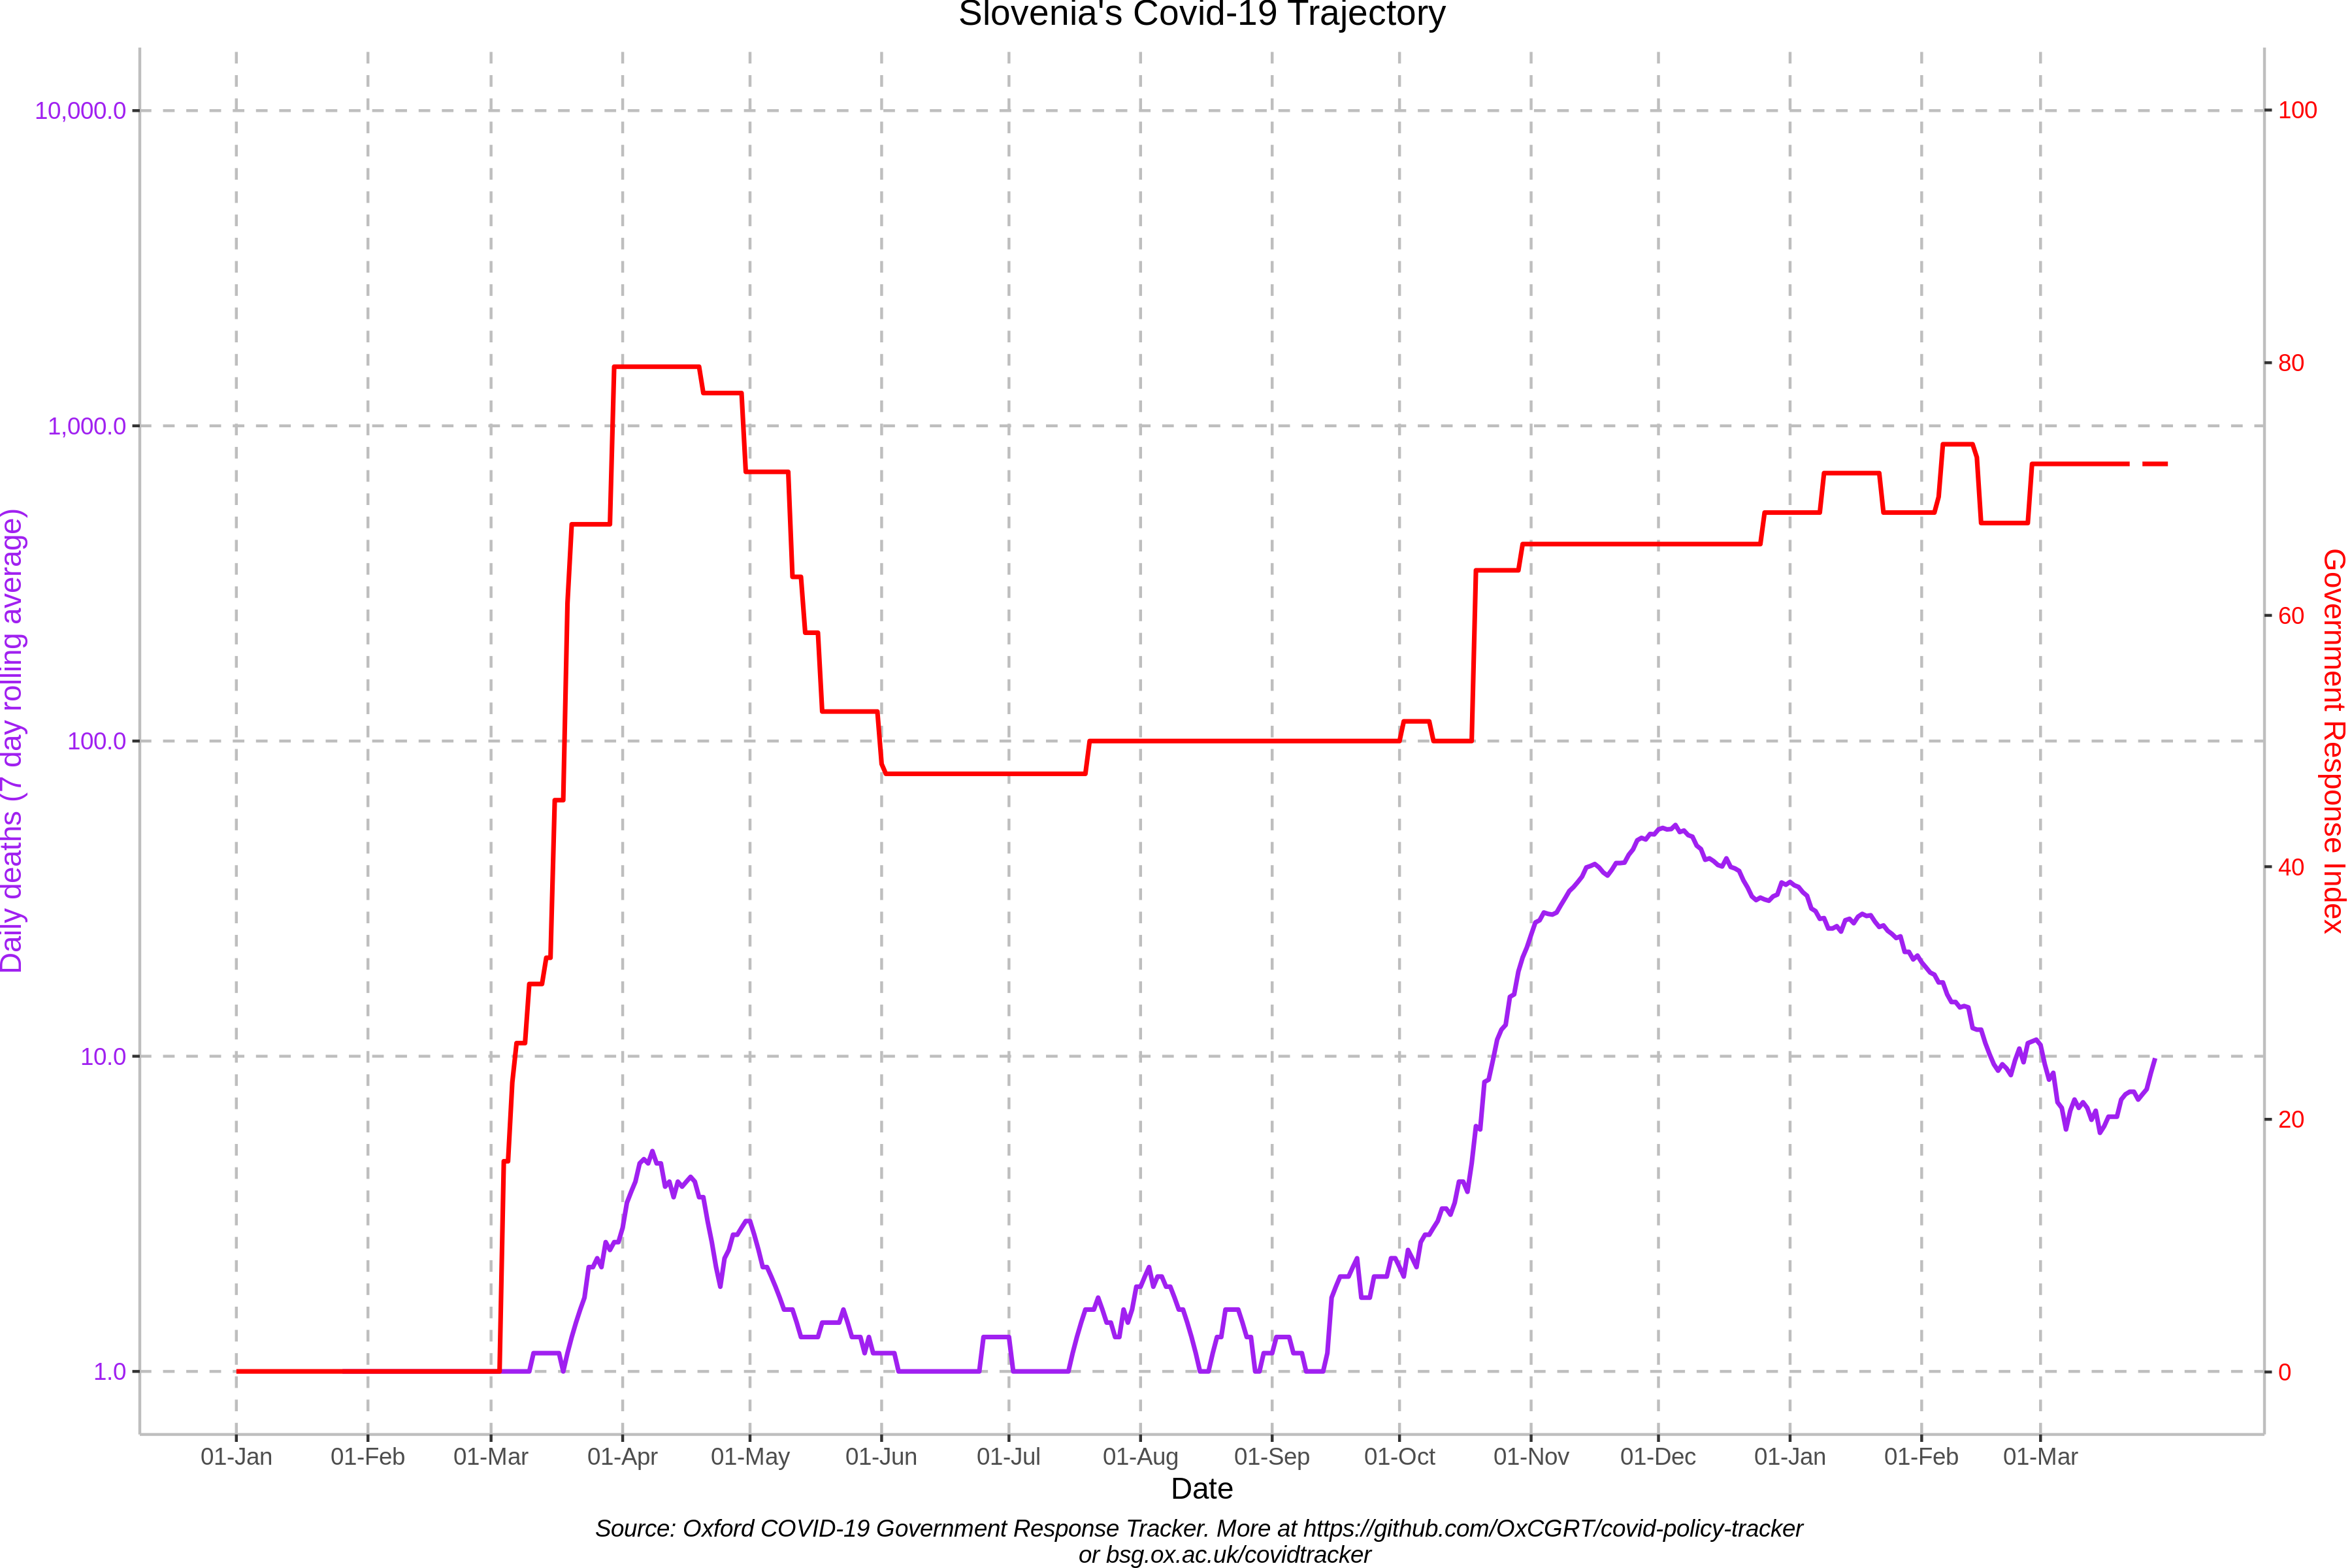 Slovenia's Covid-19 Trajectory
10,000.0
1,000.0
100.0
10.0
1.0
Daily deaths (7 day rolling average)
100
80
60
40
20
0
Government Response Index
01-Jan 01-Feb 01-Mar 01-Apr 01-May 01-Jun 01-Jul 01-Aug 01-Sep 01-Oct 01-Nov 01-Dec 01-Jan 01-Feb 01-Mar
Date
Source: Oxford COVID-19 Government Response Tracker. More at https://github.com/OxCGRT/covid-policy-tracker
or bsg.ox.ac.uk/covidtracker